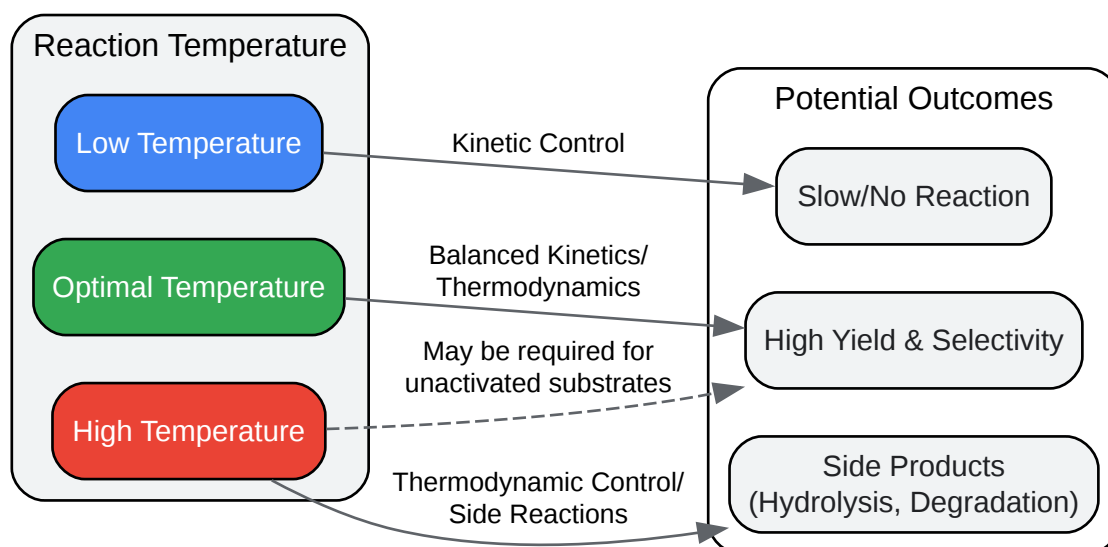 Reaction Temperature
Low Temperature
Optimal Temperature
High Temperature
Kinetic Control
Balanced Kinetics/
Thermodynamics
May be required for
unactivated substrates
Thermodynamic Control/
Side Reactions
Potential Outcomes
Slow/No Reaction
High Yield & Selectivity
Side Products
(Hydrolysis, Degradation)